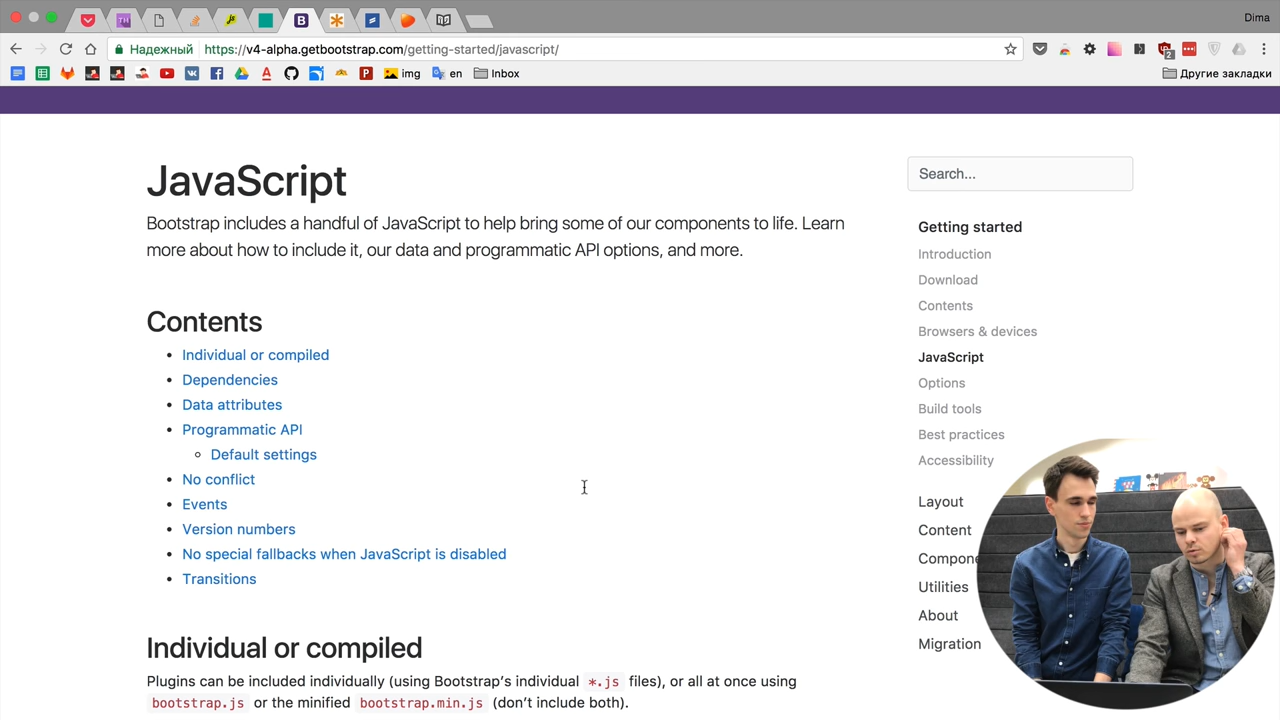 Dima
Надежный
https://v4-alpha.getbootstrap.com/getting-started/javascript/
2
img
en
Inbox
Другие закладки
JavaScript
Bootstrap includes a handful of JavaScript to help bring some of our components to life. Learn
more about how to include it, our data and programmatic API options, and more.
Contents
Individual or compiled
Dependencies
Data attributes
Programmatic API
Default settings
No conflict
Events
Version numbers
No special fallbacks when JavaScript is disabled
Transitions
Individual or compiled
Plugins can be included individually (using Bootstrap’s individual *.js files), or all at once using
bootstrap.js or the minified bootstrap.min.js (don’t include both).
Search...
Getting started
Introduction
Download
Contents
Browsers & devices
JavaScript
Options
Build tools
Best practices
Accessibility
Layout
Content
Compone
Utilities
About
Migration